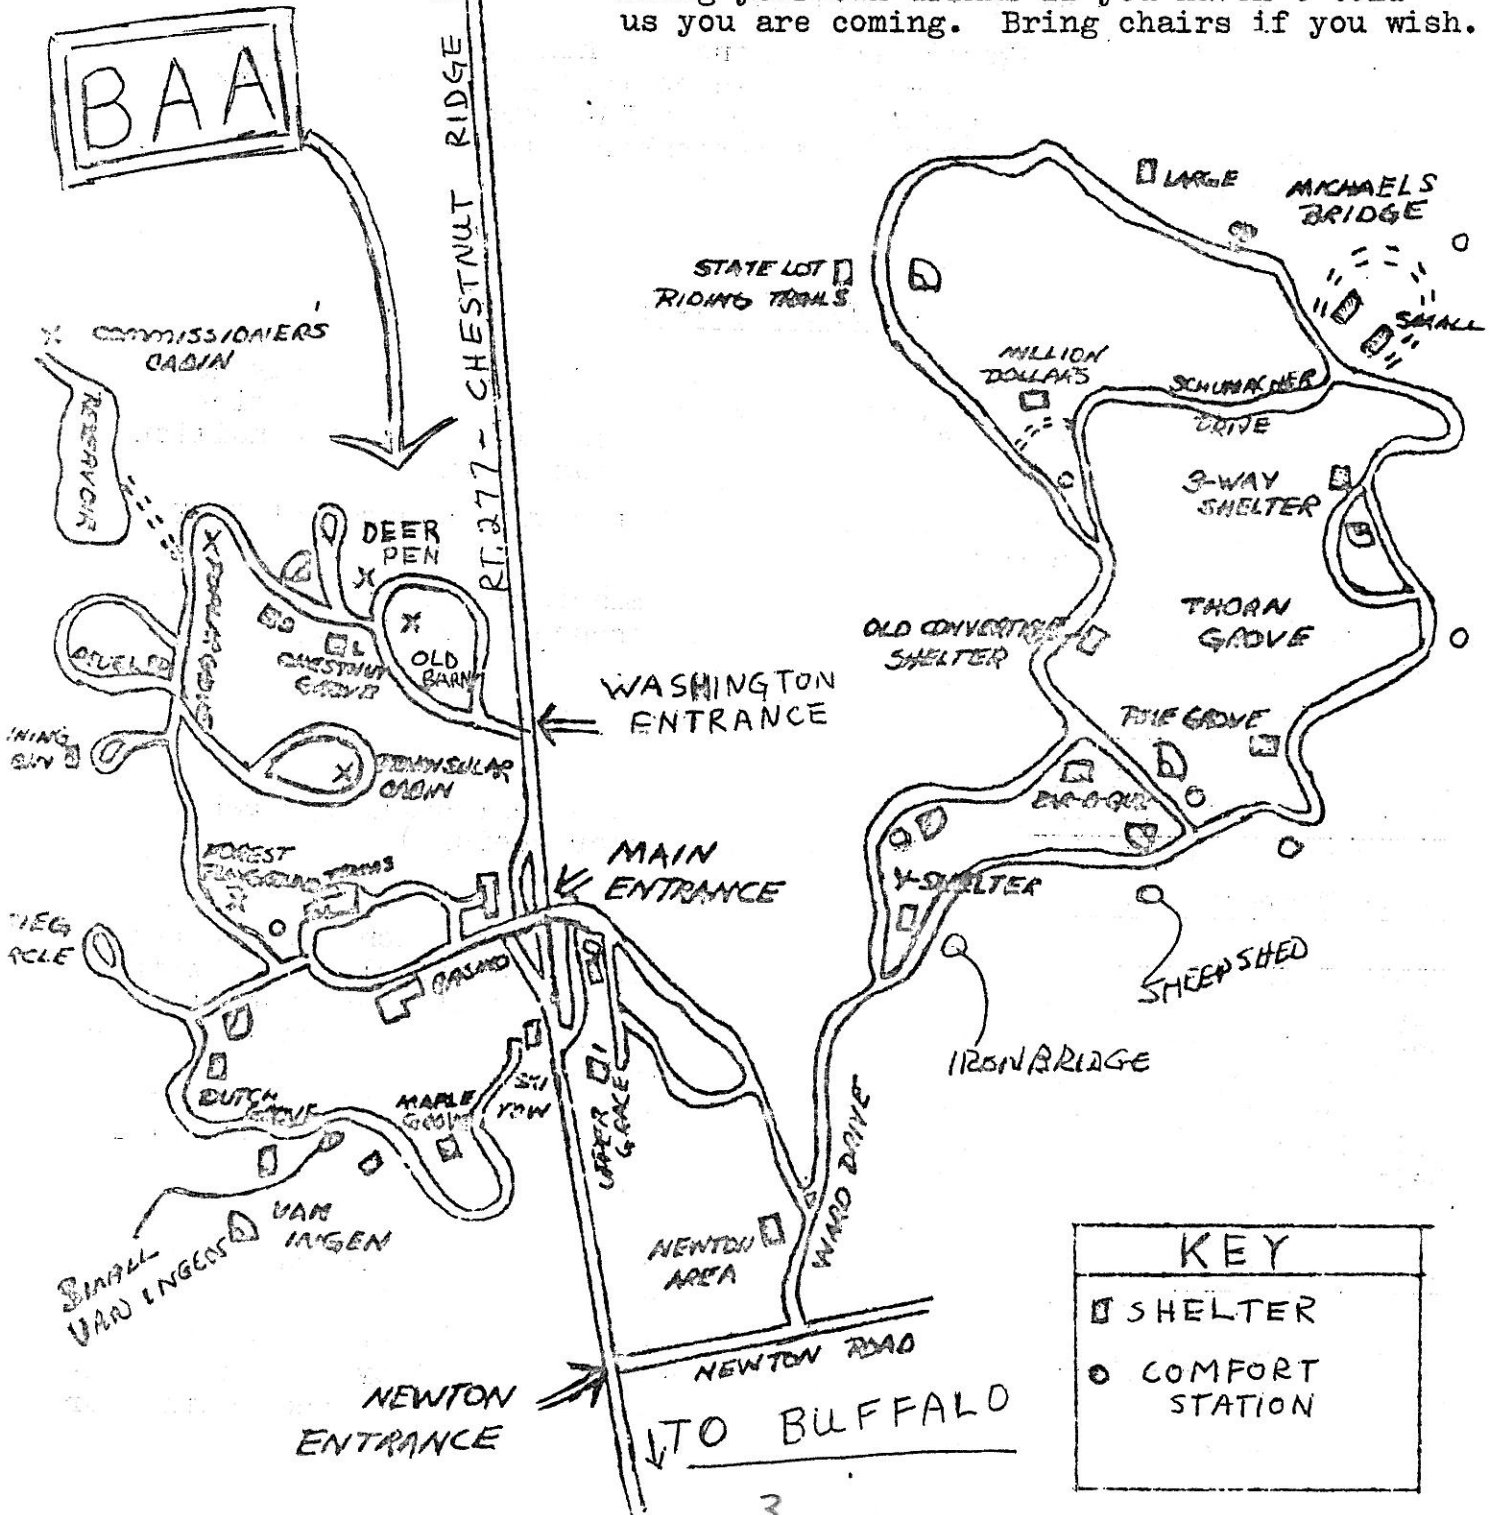 us you are coming. Bring chairs if you wish.
BAA
RT. 277 - CHESTNUT RIDGE
LARGE
MICHAELS
BRIDGE
SMALL
STATE LOT
RIDING TRAILS
COMMISSIONER'S
CABIN
RESERVOIR
MILLION
DOLLARS
SCHUMACHER
DRIVE
3-WAY
SHELTER
DEER
PEN
OLD
BARN
CHESTNUT
GROVE
OLD CONVERTIBLE
SHELTER
THORN
GROVE
WASHINGTON
ENTRANCE
PINE GROVE
CABIN
BAR-B-QUE
FOREST
MAIN
ENTRANCE
Y-SHELTER
CASINO
SHEEP SHED
IRON BRIDGE
DUTCH
GROVE
MAPLE
GROVE
SKI
TOW
UPPER
GRACE
WARD DRIVE
VAN
INGEN
SMALL
VAN INGENS
NEWTON
AREA
NEWTON ROAD
NEWTON
ENTRANCE
TO BUFFALO
KEY
SHELTER
COMFORT
STATION
3